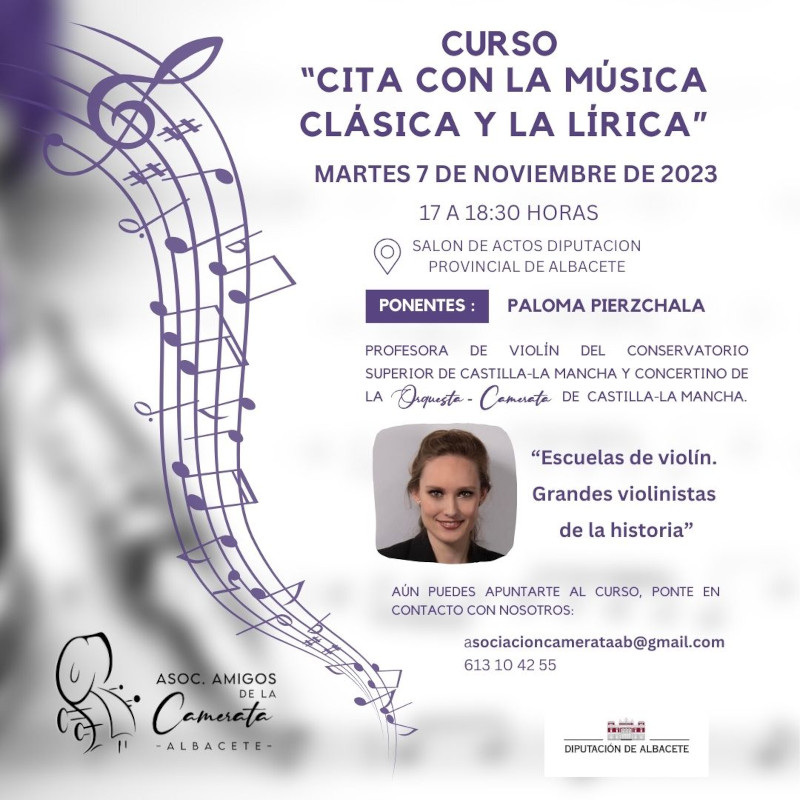 CURSO
“CITA CON LA MÚSICA
CLÁSICA Y LA LÍRICA”
MARTES 7 DE NOVIEMBRE DE 2023
17 A 18:30 HORAS
SALON DE ACTOS DIPUTACION
PROVINCIAL DE ALBACETE
PONENTES : PALOMA PIERZCHALA
PROFESORA DE VIOLÍN DEL CONSERVATORIO
SUPERIOR DE CASTILLA-LA MANCHA Y CONCERTINO DE
LA Orquesta - Camerata DE CASTILLA-LA MANCHA.
“Escuelas de violín.
Grandes violinistas
de la historia”
AÚN PUEDES APUNTARTE AL CURSO, PONTE EN
CONTACTO CON NOSOTROS:
asociacioncamerataab@gmail.com
613 10 42 55
ASOC. AMIGOS
DE LA
Camerata
-ALBACETE-
DIPUTACIÓN DE ALBACETE